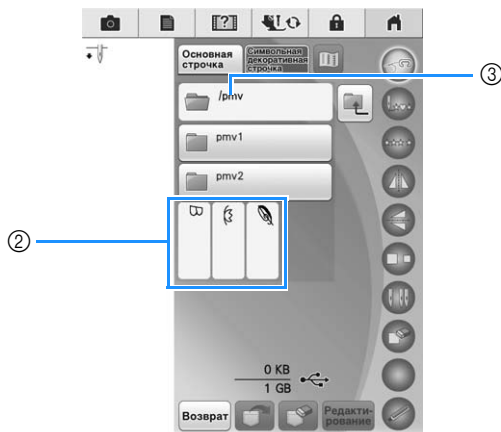 Основная
строчка
Символьная
декоративная
строчка
③
/pmv
pmv1
pmv2
②
0 KB
1 GB
Возврат
Редакти-
рование